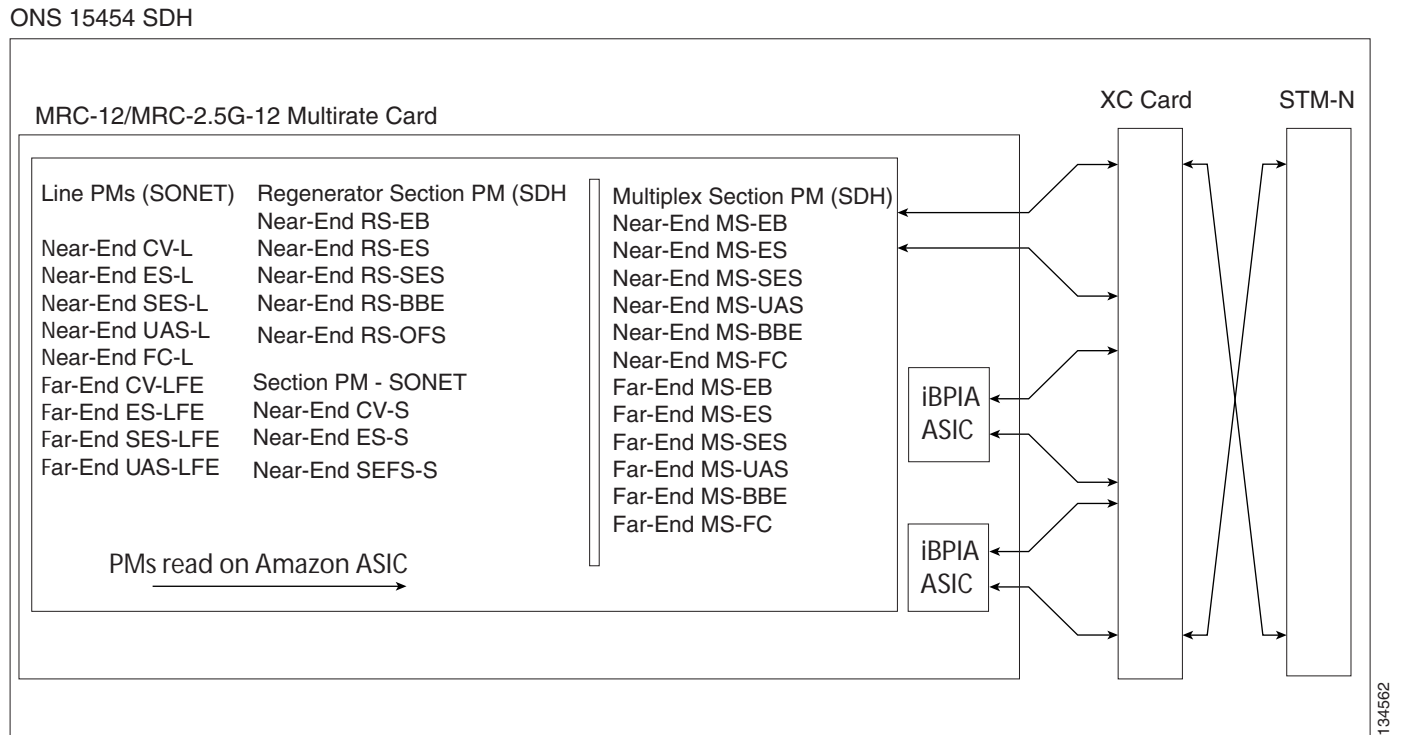 ONS 15454 SDH
MRC-12/MRC-2.5G-12 Multirate Card
XC Card
STM-N
Line PMs (SONET)
Near-End CV-L
Near-End ES-L
Near-End SES-L
Near-End UAS-L
Near-End FC-L
Far-End CV-LFE
Far-End ES-LFE
Far-End SES-LFE
Far-End UAS-LFE
Regenerator Section PM (SDH
Near-End RS-EB
Near-End RS-ES
Near-End RS-SES
Near-End RS-BBE
Near-End RS-OFS
Section PM - SONET
Near-End CV-S
Near-End ES-S
Near-End SEFS-S
Multiplex Section PM (SDH)
Near-End MS-EB
Near-End MS-ES
Near-End MS-SES
Near-End MS-UAS
Near-End MS-BBE
Near-End MS-FC
Far-End MS-EB
Far-End MS-ES
Far-End MS-SES
Far-End MS-UAS
Far-End MS-BBE
Far-End MS-FC
PMs read on Amazon ASIC
iBPIA
ASIC
iBPIA
ASIC
134562